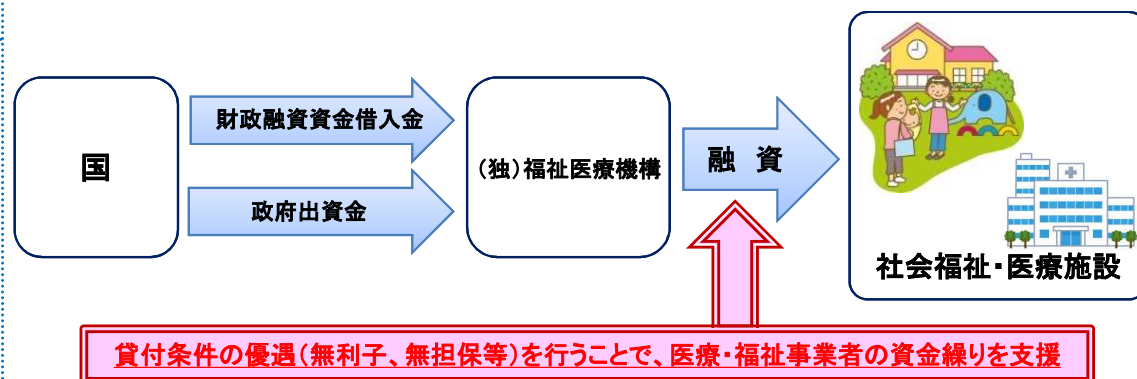 国
財政融資資金借入金
政府出資金
(独)福祉医療機構
融 資
社会福祉・医療施設
貸付条件の優遇(無利子、無担保等)を行うことで、医療・福祉事業者の資金繰りを支援